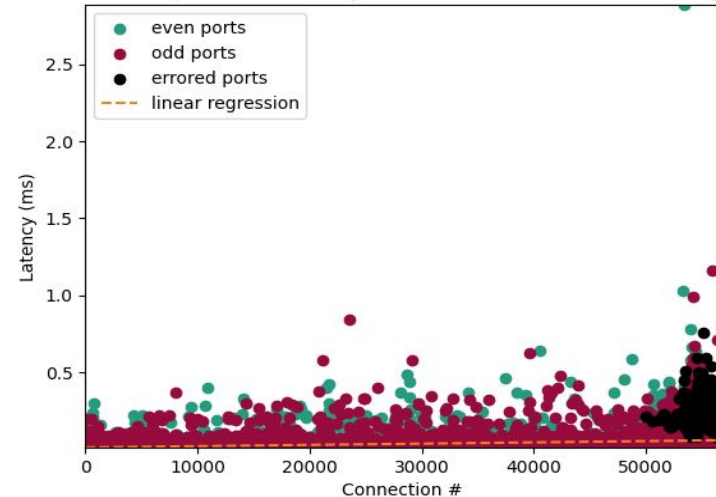 even ports
odd ports
errored ports
linear regression
2.5
2.0
1.5
1.0
0.5
Latency (ms)
0 10000 20000 30000 40000 50000
Connection #